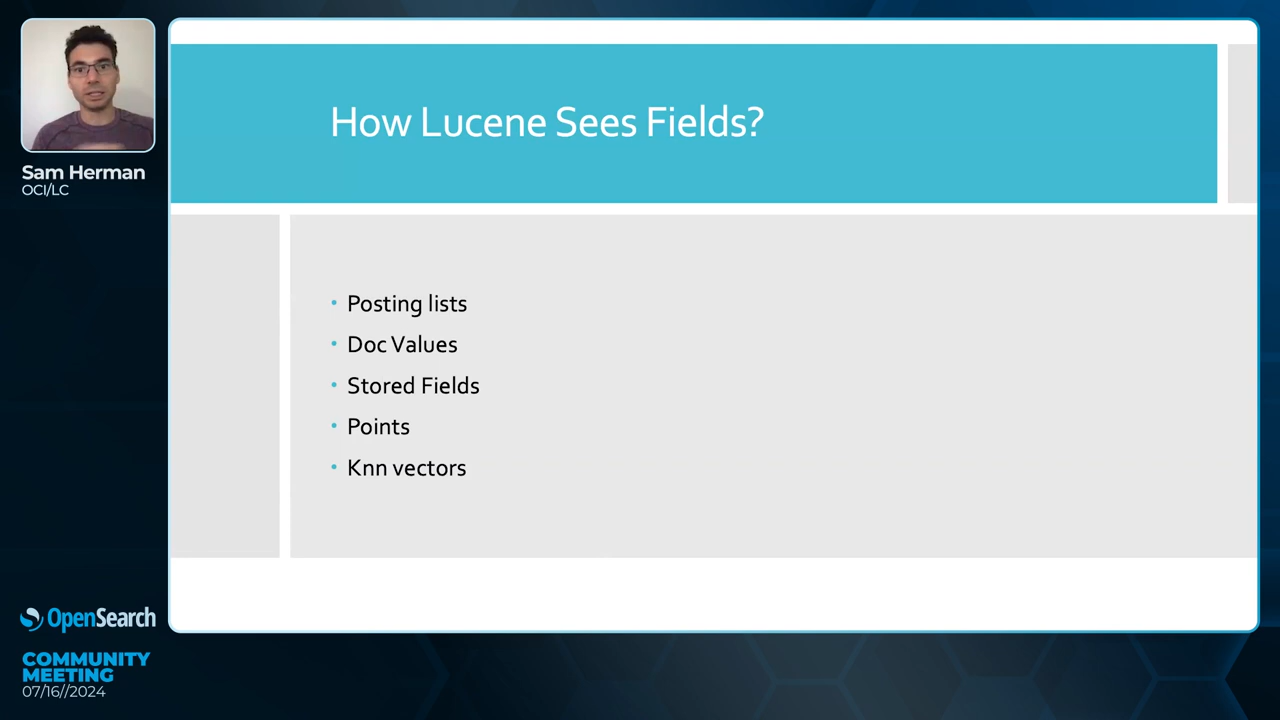 Sam Herman
OCI/LC
How Lucene Sees Fields?
• Posting lists
• Doc Values
• Stored Fields
• Points
• Knn vectors
OpenSearch
COMMUNITY
MEETING
07/16//2024